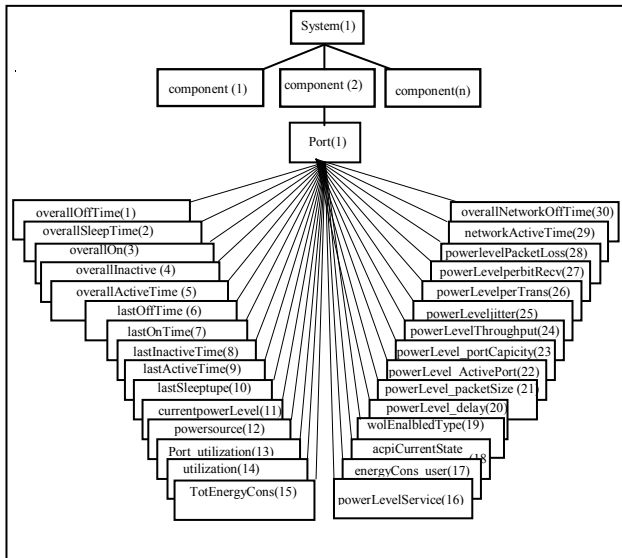 System(1)
component (1)
component (2)
component(n)
Port(1)
overallOffTime(1)
overallSleepTime(2)
overallOn(3)
overallInactive (4)
overallActiveTime (5)
lastOffTime (6)
lastOnTime(7)
lastInactiveTime(8)
lastActiveTime(9)
lastSleeptupe(10)
currentpowerLevel(11)
powersource(12)
Port_utilization(13)
utilization(14)
TotEnergyCons(15)
overallNetworkOffTime(30)
networkActiveTime(29)
powerlevelPacketLoss(28)
powerLevelperbitRecv(27)
powerLevelperTrans(26)
powerLeveljitter(25)
powerLevelThroughput(24)
powerLevel_portCapicity(23
powerLevel_ActivePort(22)
powerLevel_packetSize (21)
powerLevel_delay(20)
wolEnalbledType(19)
acpiCurrentState
(18
energyCons_user(17)
powerLevelService(16)